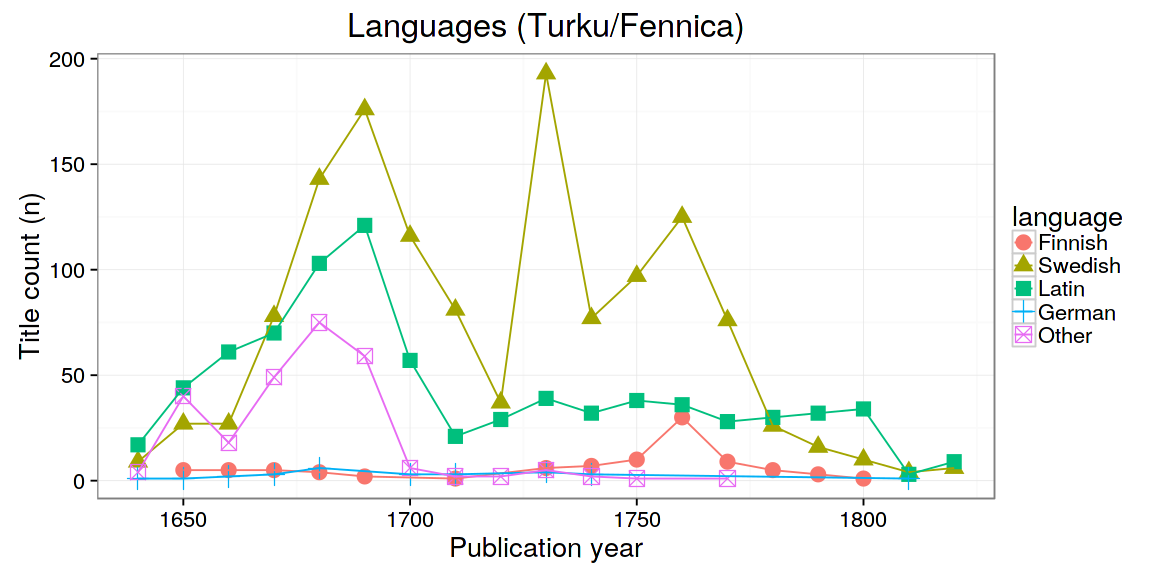 Languages (Turku/Fennica)
200
150
100
50
0
Title count (n)
1650
1700
1750
1800
Publication year
language
Finnish
Swedish
Latin
German
Other